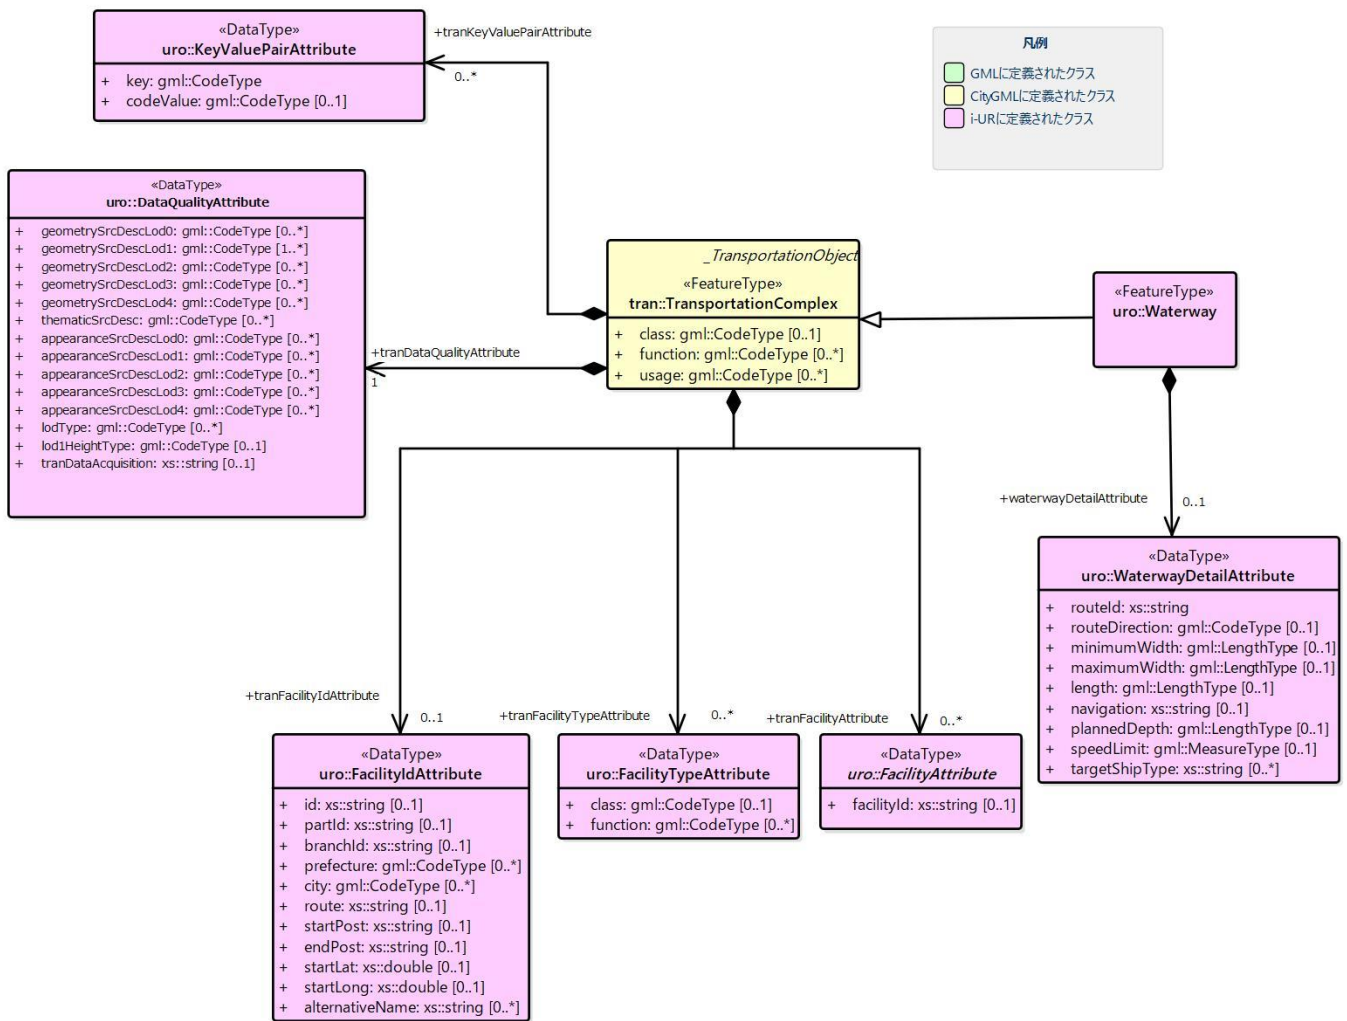 «DataType»
uro::KeyValuePairAttribute
+ key: gml::CodeType
+ codeValue: gml::CodeType [0..1]
+tranKeyValuePairAttribute
0..*
凡例
GMLに定義されたクラス
CityGMLに定義されたクラス
i-URに定義されたクラス
«DataType»
uro::DataQualityAttribute
+ geometrySrcDescLod0: gml::CodeType [0..*]
+ geometrySrcDescLod1: gml::CodeType [1..*]
+ geometrySrcDescLod2: gml::CodeType [0..*]
+ geometrySrcDescLod3: gml::CodeType [0..*]
+ geometrySrcDescLod4: gml::CodeType [0..*]
+ thematicSrcDesc: gml::CodeType [0..*]
+ appearanceSrcDescLod0: gml::CodeType [0..*]
+ appearanceSrcDescLod1: gml::CodeType [0..*]
+ appearanceSrcDescLod2: gml::CodeType [0..*]
+ appearanceSrcDescLod3: gml::CodeType [0..*]
+ appearanceSrcDescLod4: gml::CodeType [0..*]
+ lodType: gml::CodeType [0..*]
+ lod1HeightType: gml::CodeType [0..1]
+ tranDataAcquisition: xs::string [0..1]
+tranDataQualityAttribute
1
_TransportationObject
«FeatureType»
tran::TransportationComplex
+ class: gml::CodeType [0..1]
+ function: gml::CodeType [0..*]
+ usage: gml::CodeType [0..*]
«FeatureType»
uro::Waterway
+waterwayDetailAttribute
0..1
«DataType»
uro::WaterwayDetailAttribute
+ routeId: xs::string
+ routeDirection: gml::CodeType [0..1]
+ minimumWidth: gml::LengthType [0..1]
+ maximumWidth: gml::LengthType [0..1]
+ length: gml::LengthType [0..1]
+ navigation: xs::string [0..1]
+ plannedDepth: gml::LengthType [0..1]
+ speedLimit: gml::MeasureType [0..1]
+ targetShipType: xs::string [0..*]
+tranFacilityIdAttribute
0..1
«DataType»
uro::FacilityIdAttribute
+ id: xs::string [0..1]
+ partId: xs::string [0..1]
+ branchId: xs::string [0..1]
+ prefecture: gml::CodeType [0..*]
+ city: gml::CodeType [0..*]
+ route: xs::string [0..1]
+ startPost: xs::string [0..1]
+ endPost: xs::string [0..1]
+ startLat: xs::double [0..1]
+ startLong: xs::double [0..1]
+ alternativeName: xs::string [0..*]
+tranFacilityTypeAttribute
0..*
«DataType»
uro::FacilityTypeAttribute
+ class: gml::CodeType [0..1]
+ function: gml::CodeType [0..*]
+tranFacilityAttribute
0..*
«DataType»
uro::FacilityAttribute
+ facilityId: xs::string [0..1]